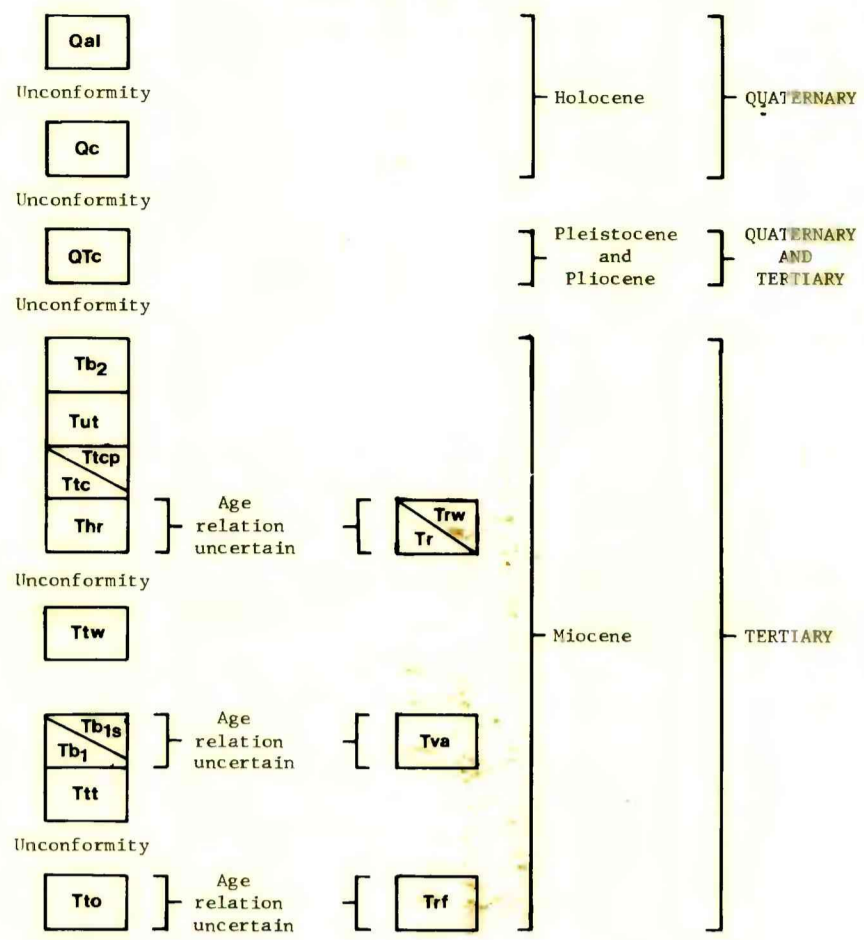 Qal
Unconformity
Holocene
QUATERNARY
Qc
Unconformity
QTc
Pleistocene
and
Pliocene
QUATERNARY
AND
TERTIARY
Unconformity
Tb2
Tut
Ttcp
Ttc
Thr
Age
relation
uncertain
Trw
Tr
Unconformity
Ttw
Miocene
TERTIARY
Tb1s
Tb1
Age
relation
uncertain
Tva
Ttt
Unconformity
Tto
Age
relation
uncertain
Trf